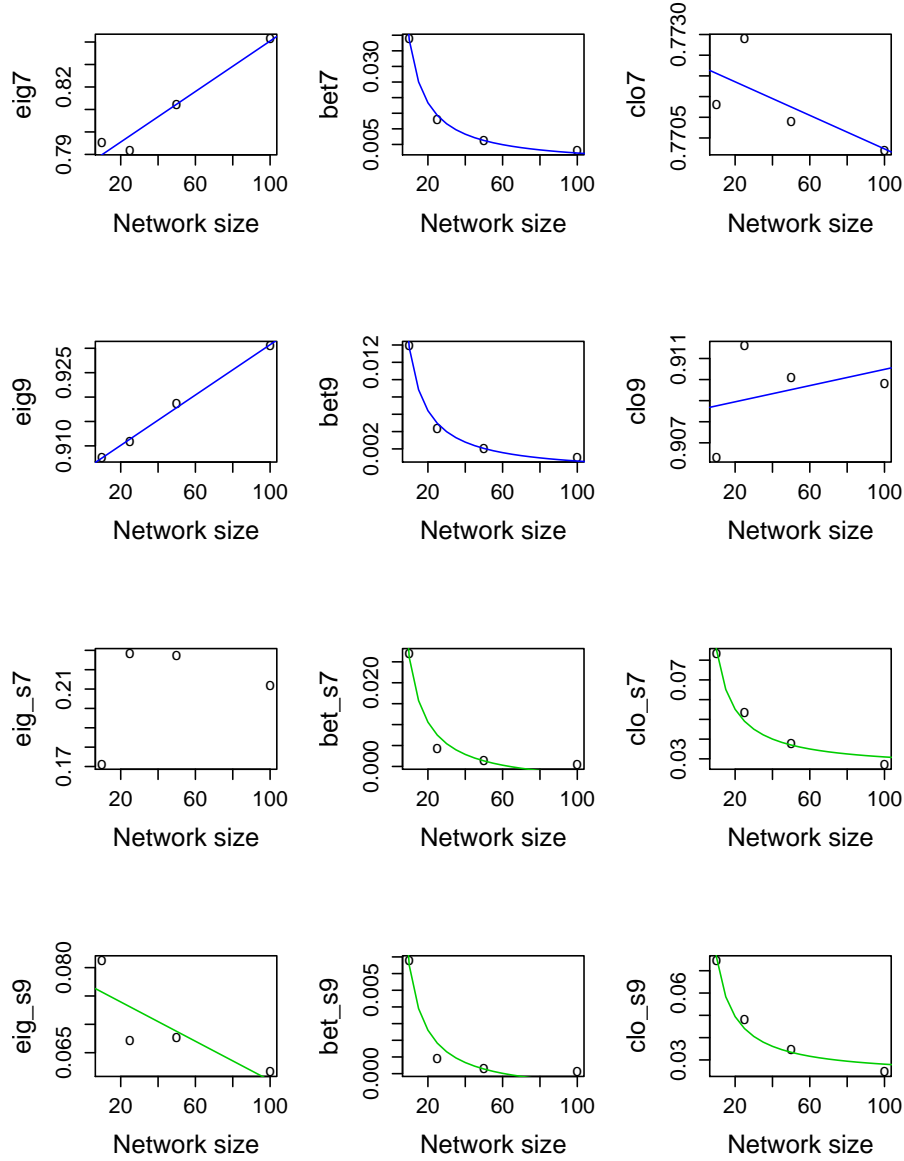 eig7
0.79 0.82
20 60 100
Network size
bet7
0.005 0.030
20 60 100
Network size
clo7
0.7705 0.7730
20 60 100
Network size
eig9
0.910 0.925
20 60 100
Network size
bet9
0.002 0.012
20 60 100
Network size
clo9
0.907 0.911
20 60 100
Network size
eig_s7
0.17 0.21
20 60 100
Network size
bet_s7
0.000 0.020
20 60 100
Network size
clo_s7
0.03 0.07
20 60 100
Network size
eig_s9
0.065 0.080
20 60 100
Network size
bet_s9
0.000 0.005
20 60 100
Network size
clo_s9
0.03 0.06
20 60 100
Network size